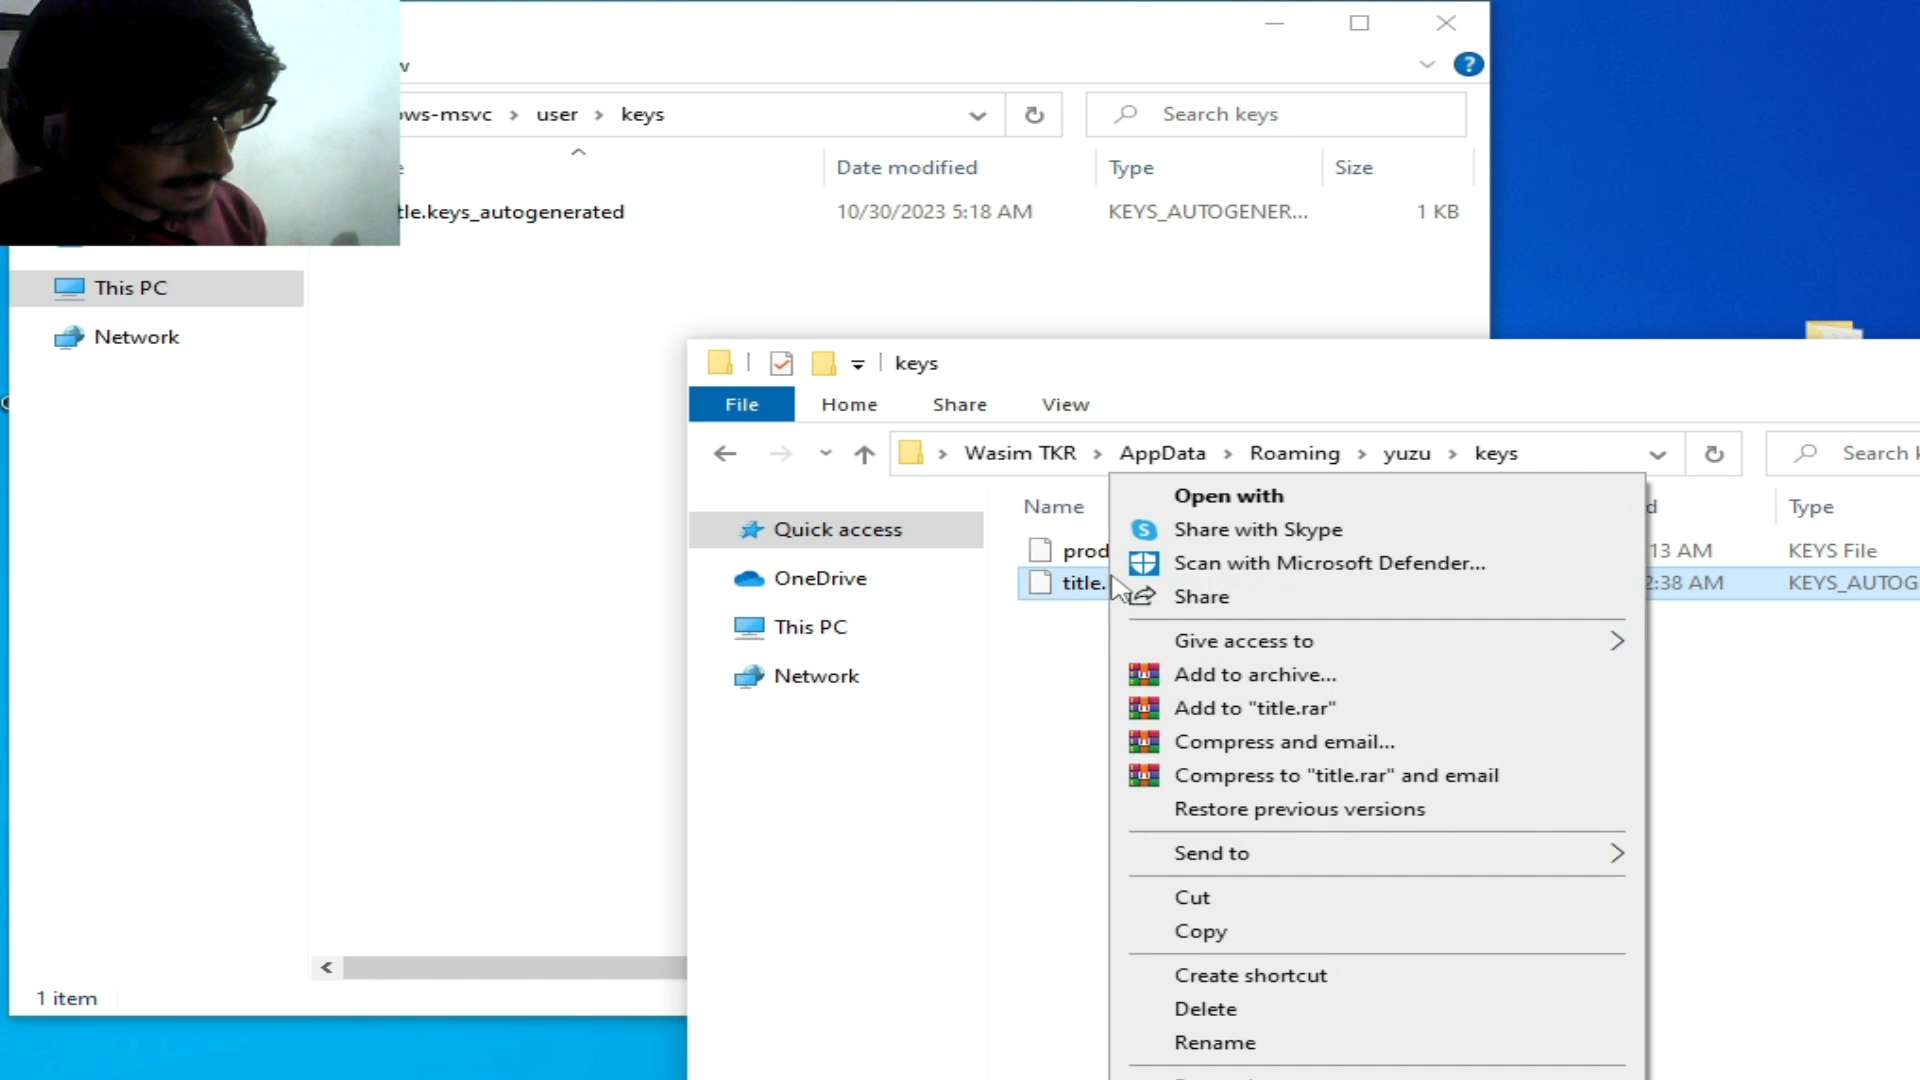 ows-msvc > user > keys
Search keys
Date modified
Type
Size
tle.keys_autogenerated
10/30/2023 5:18 AM
KEYS_AUTOGENER...
1 KB
This PC
Network
1 item
keys
File
Home
Share
View
Wasim TKR > AppData > Roaming > yuzu > keys
Search
Quick access
OneDrive
This PC
Network
Name
d
Type
prod
13 AM
KEYS File
title.
2:38 AM
KEYS_AUTOG
Open with
Share with Skype
Scan with Microsoft Defender...
Share
Give access to
Add to archive...
Add to "title.rar"
Compress and email...
Compress to "title.rar" and email
Restore previous versions
Send to
Cut
Copy
Create shortcut
Delete
Rename